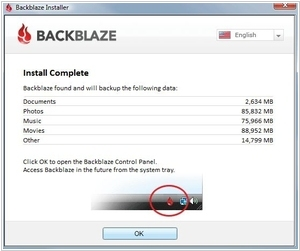 Backblaze Installer
BACKBLAZE
English
Install Complete
Backblaze found and will backup the following data:
Documents 2,634 MB
Photos 85,832 MB
Music 75,966 MB
Movies 88,952 MB
Other 14,799 MB
Click OK to open the Backblaze Control Panel.
Access Backblaze in the future from the system tray.
OK